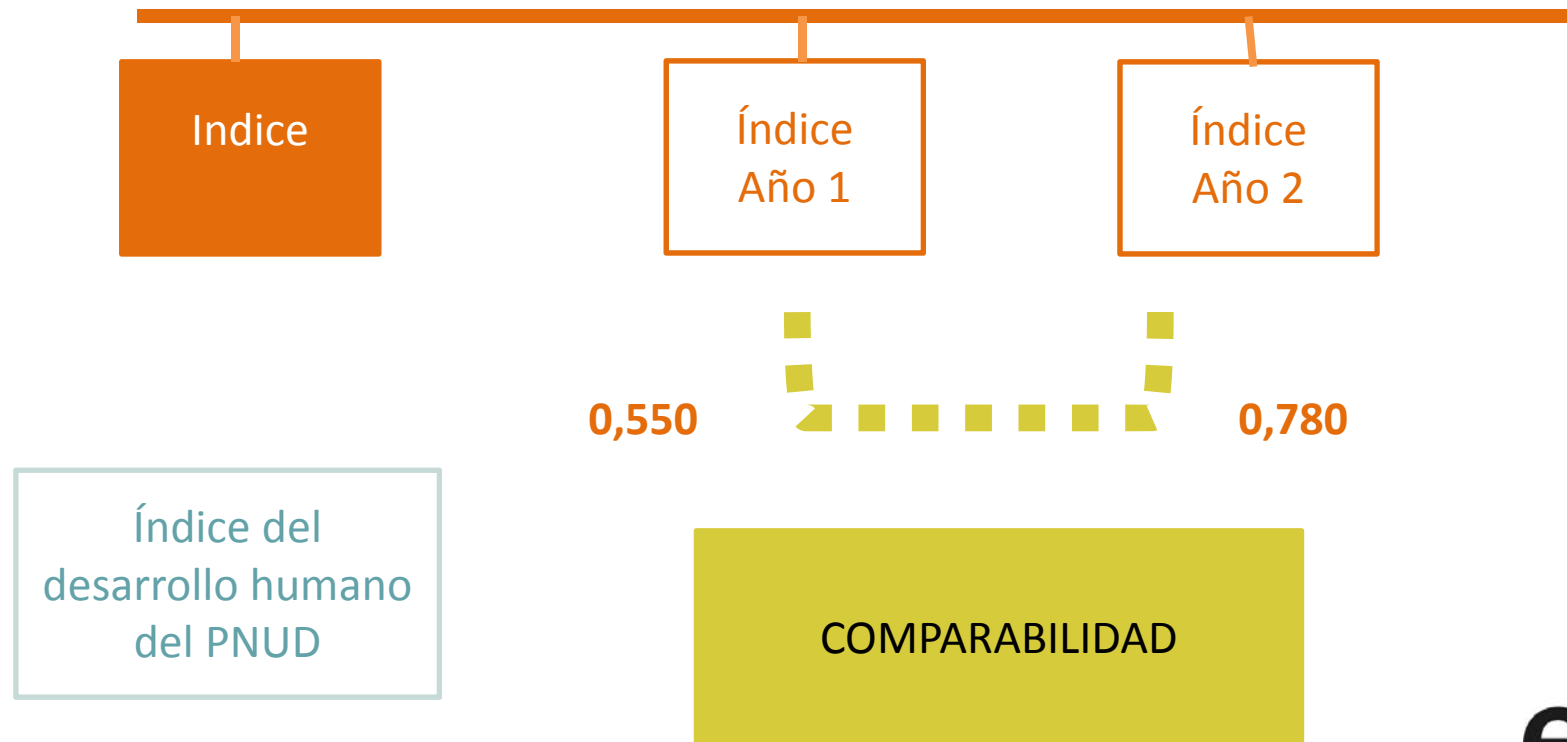 Indice
Índice
Año 1
Índice
Año 2
0,550
0,780
Índice del
desarrollo humano
del PNUD
COMPARABILIDAD